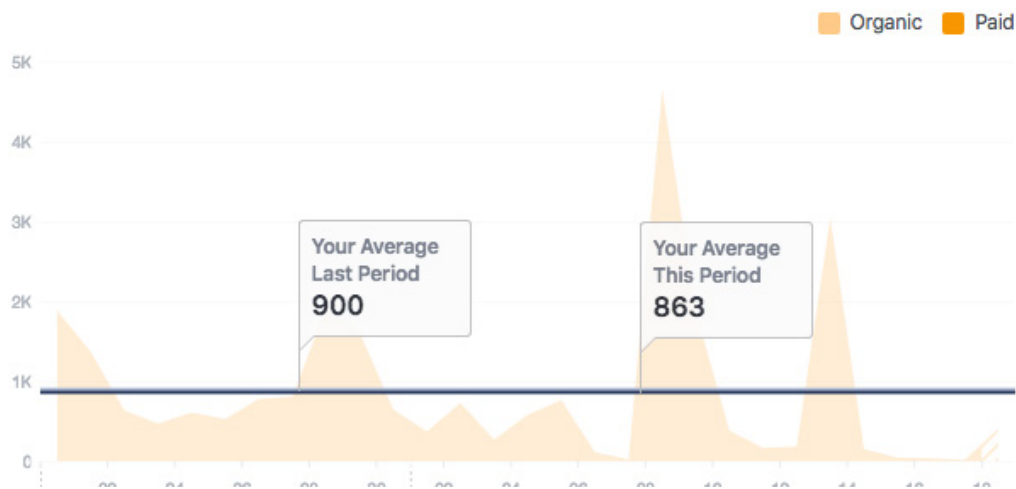 Organic Paid
5K
4K
3K
Your Average
Last Period
900
Your Average
This Period
863
2K
1K
0